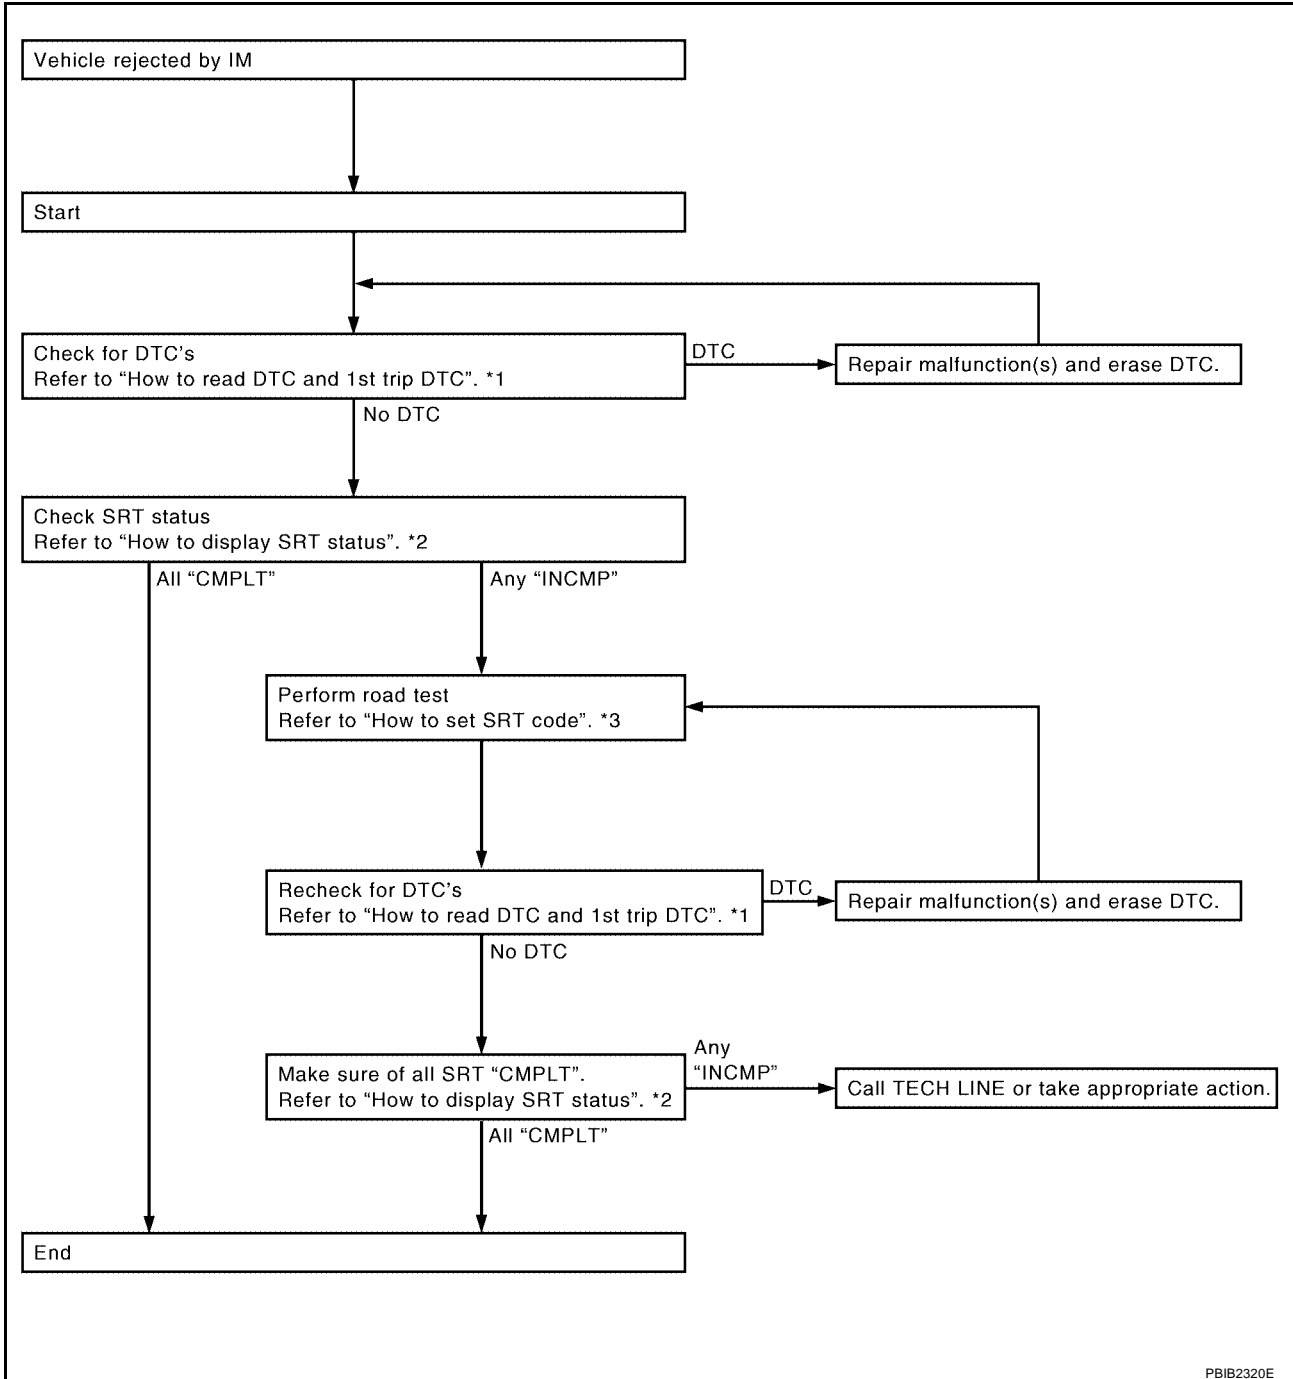 Vehicle rejected by IM
Start
Check for DTC's
Refer to “How to read DTC and 1st trip DTC”. *1
DTC
Repair malfunction(s) and erase DTC.
No DTC
Check SRT status
Refer to “How to display SRT status”. *2
All “CMPLT”
Any “INCMP”
Perform road test
Refer to “How to set SRT code”. *3
Recheck for DTC's
Refer to “How to read DTC and 1st trip DTC”. *1
DTC
Repair malfunction(s) and erase DTC.
No DTC
Make sure of all SRT “CMPLT”.
Refer to “How to display SRT status”. *2
Any
“INCMP”
Call TECH LINE or take appropriate action.
All “CMPLT”
End
PBIB2320E